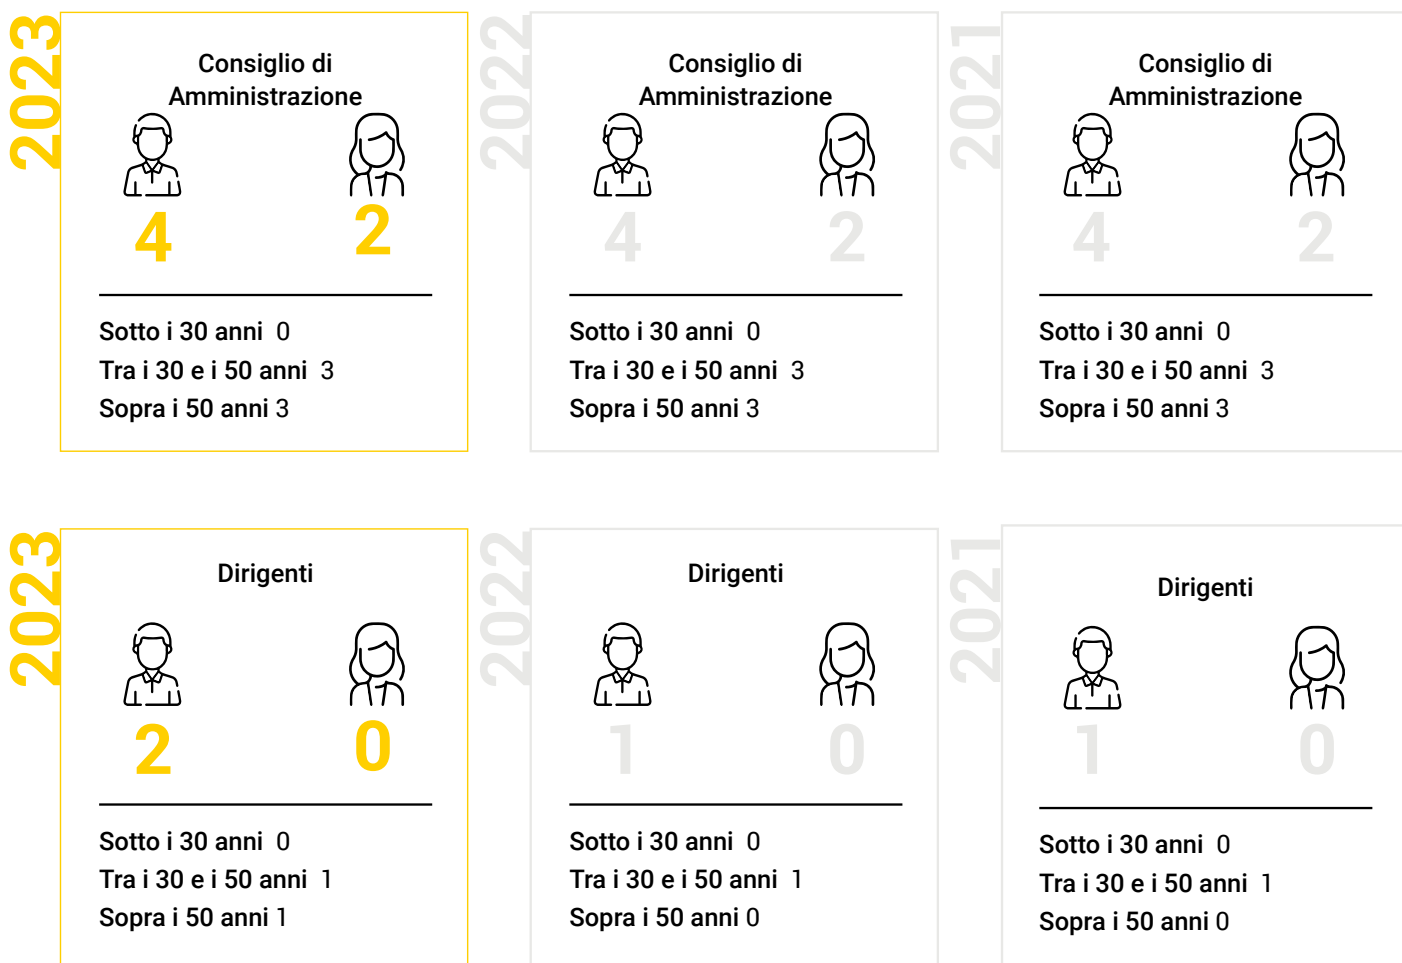 2023
Consiglio di
Amministrazione
4 2
Sotto i 30 anni 0
Tra i 30 e i 50 anni 3
Sopra i 50 anni 3
2022
Consiglio di
Amministrazione
4 2
Sotto i 30 anni 0
Tra i 30 e i 50 anni 3
Sopra i 50 anni 3
2021
Consiglio di
Amministrazione
4 2
Sotto i 30 anni 0
Tra i 30 e i 50 anni 3
Sopra i 50 anni 3
2023
Dirigenti
2 0
Sotto i 30 anni 0
Tra i 30 e i 50 anni 1
Sopra i 50 anni 1
2022
Dirigenti
1 0
Sotto i 30 anni 0
Tra i 30 e i 50 anni 1
Sopra i 50 anni 0
2021
Dirigenti
1 0
Sotto i 30 anni 0
Tra i 30 e i 50 anni 1
Sopra i 50 anni 0